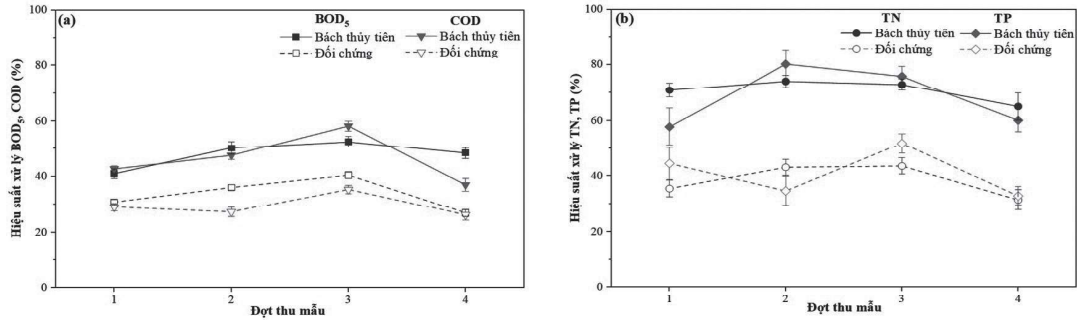 (a)
BOD5 COD
Bách thủy tiên Bách thủy tiên
Đối chứng Đối chứng
Hiệu suất xử lý BOD5, COD (%)
100
80
60
40
20
0
1 2 3 4
Đợt thu mẫu
(b)
TN TP
Bách thủy tiên Bách thủy tiên
Đối chứng Đối chứng
Hiệu suất xử lý TN, TP (%)
100
80
60
40
20
0
1 2 3 4
Đợt thu mẫu